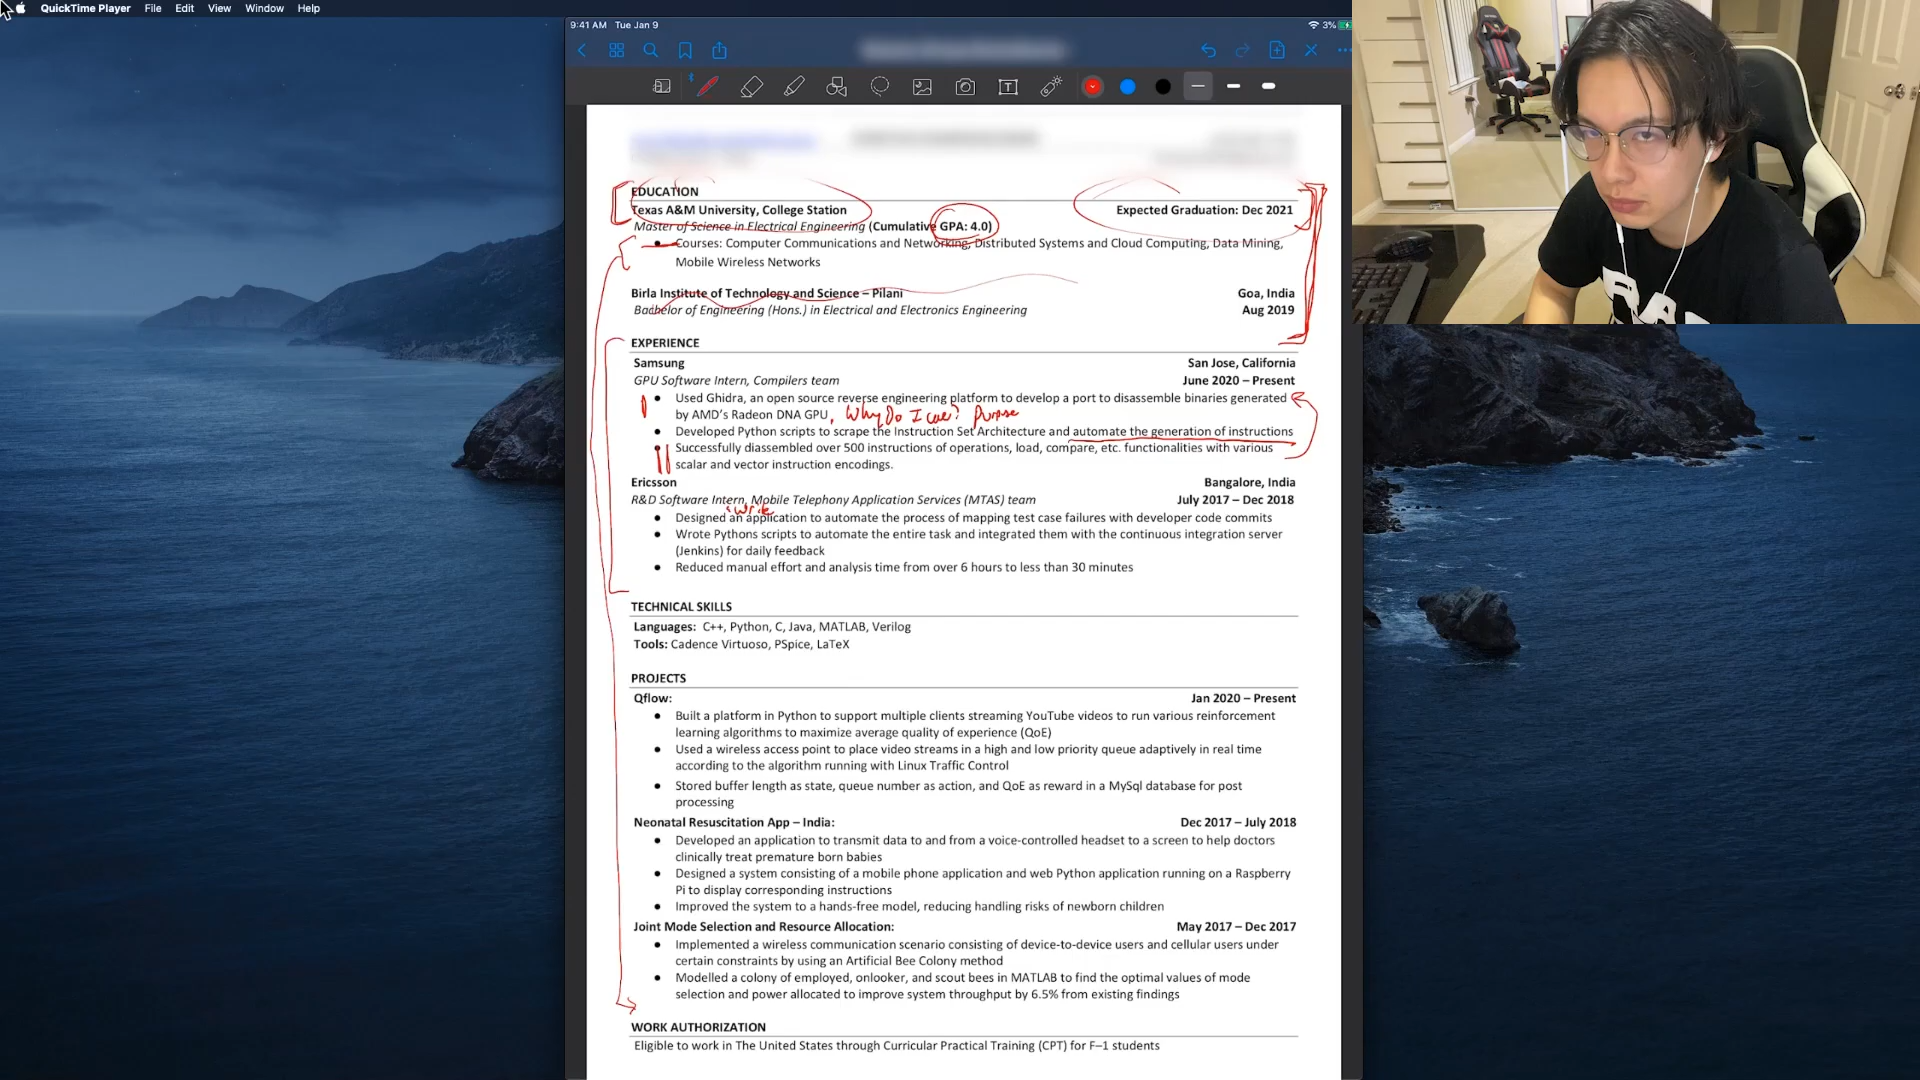 QuickTime Player File Edit View Window Help
9:41 AM Tue Jan 9
3%
T
EDUCATION
Texas A&M University, College Station Expected Graduation: Dec 2021
Master of Science in Electrical Engineering (Cumulative GPA: 4.0)
• Courses: Computer Communications and Networking, Distributed Systems and Cloud Computing, Data Mining,
Mobile Wireless Networks
Birla Institute of Technology and Science – Pilani Goa, India
Bachelor of Engineering (Hons.) in Electrical and Electronics Engineering Aug 2019
EXPERIENCE
Samsung San Jose, California
GPU Software Intern, Compilers team June 2020 – Present
• Used Ghidra, an open source reverse engineering platform to develop a port to disassemble binaries generated
by AMD's Radeon DNA GPU , Why Do I care? Purpose
• Developed Python scripts to scrape the Instruction Set Architecture and automate the generation of instructions
• Successfully diassembled over 500 instructions of operations, load, compare, etc. functionalities with various
scalar and vector instruction encodings.
Ericsson Bangalore, India
R&D Software Intern, Mobile Telephony Application Services (MTAS) team July 2017 – Dec 2018
• Designed an application to automate the process of mapping test case failures with developer code commits
• Wrote Pythons scripts to automate the entire task and integrated them with the continuous integration server
(Jenkins) for daily feedback
• Reduced manual effort and analysis time from over 6 hours to less than 30 minutes
TECHNICAL SKILLS
Languages: C++, Python, C, Java, MATLAB, Verilog
Tools: Cadence Virtuoso, PSpice, LaTeX
PROJECTS
Qflow: Jan 2020 – Present
• Built a platform in Python to support multiple clients streaming YouTube videos to run various reinforcement
learning algorithms to maximize average quality of experience (QoE)
• Used a wireless access point to place video streams in a high and low priority queue adaptively in real time
according to the algorithm running with Linux Traffic Control
• Stored buffer length as state, queue number as action, and QoE as reward in a MySql database for post
processing
Neonatal Resuscitation App – India: Dec 2017 – July 2018
• Developed an application to transmit data to and from a voice-controlled headset to a screen to help doctors
clinically treat premature born babies
• Designed a system consisting of a mobile phone application and web Python application running on a Raspberry
Pi to display corresponding instructions
• Improved the system to a hands-free model, reducing handling risks of newborn children
Joint Mode Selection and Resource Allocation: May 2017 – Dec 2017
• Implemented a wireless communication scenario consisting of device-to-device users and cellular users under
certain constraints by using an Artificial Bee Colony method
• Modelled a colony of employed, onlooker, and scout bees in MATLAB to find the optimal values of mode
selection and power allocated to improve system throughput by 6.5% from existing findings
WORK AUTHORIZATION
Eligible to work in The United States through Curricular Practical Training (CPT) for F–1 students